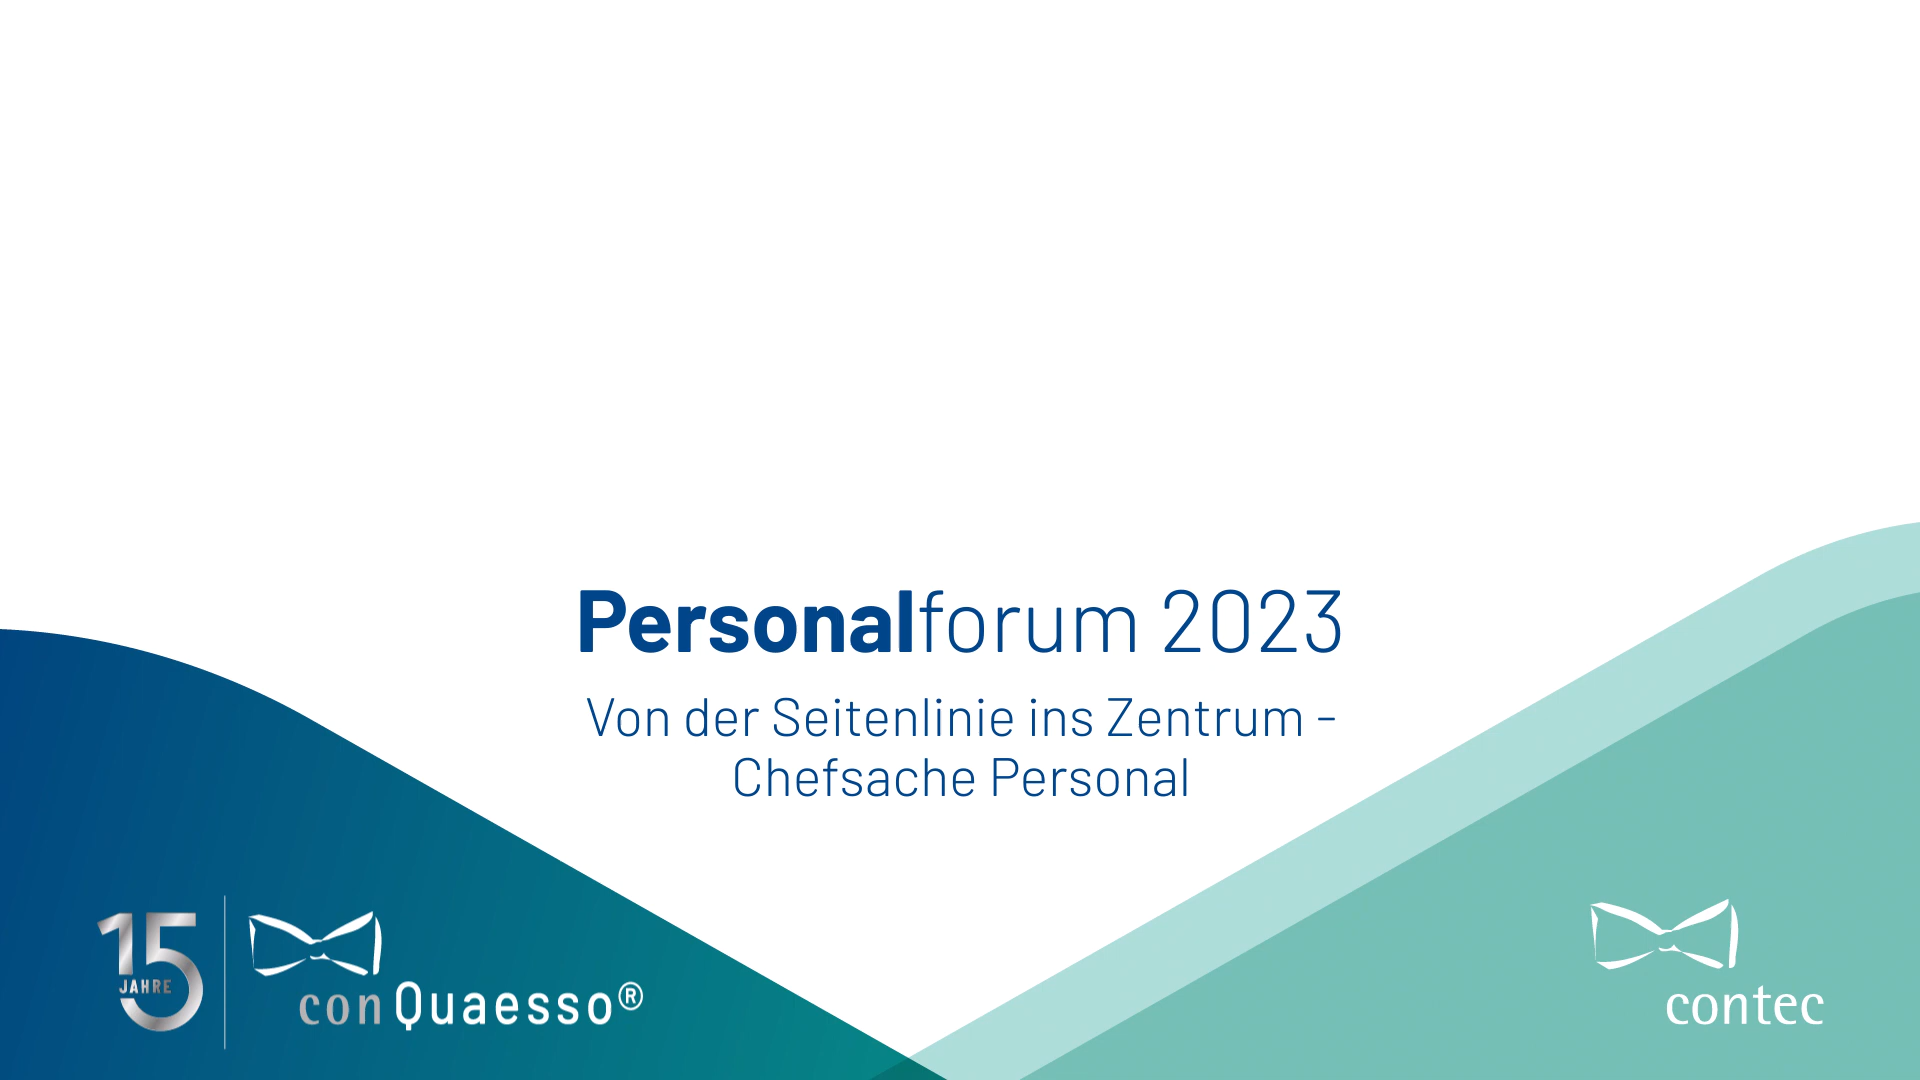 Personalforum 2023
Von der Seitenlinie ins Zentrum -
Chefsache Personal
15
JAHRE
conQuaesso®
contec